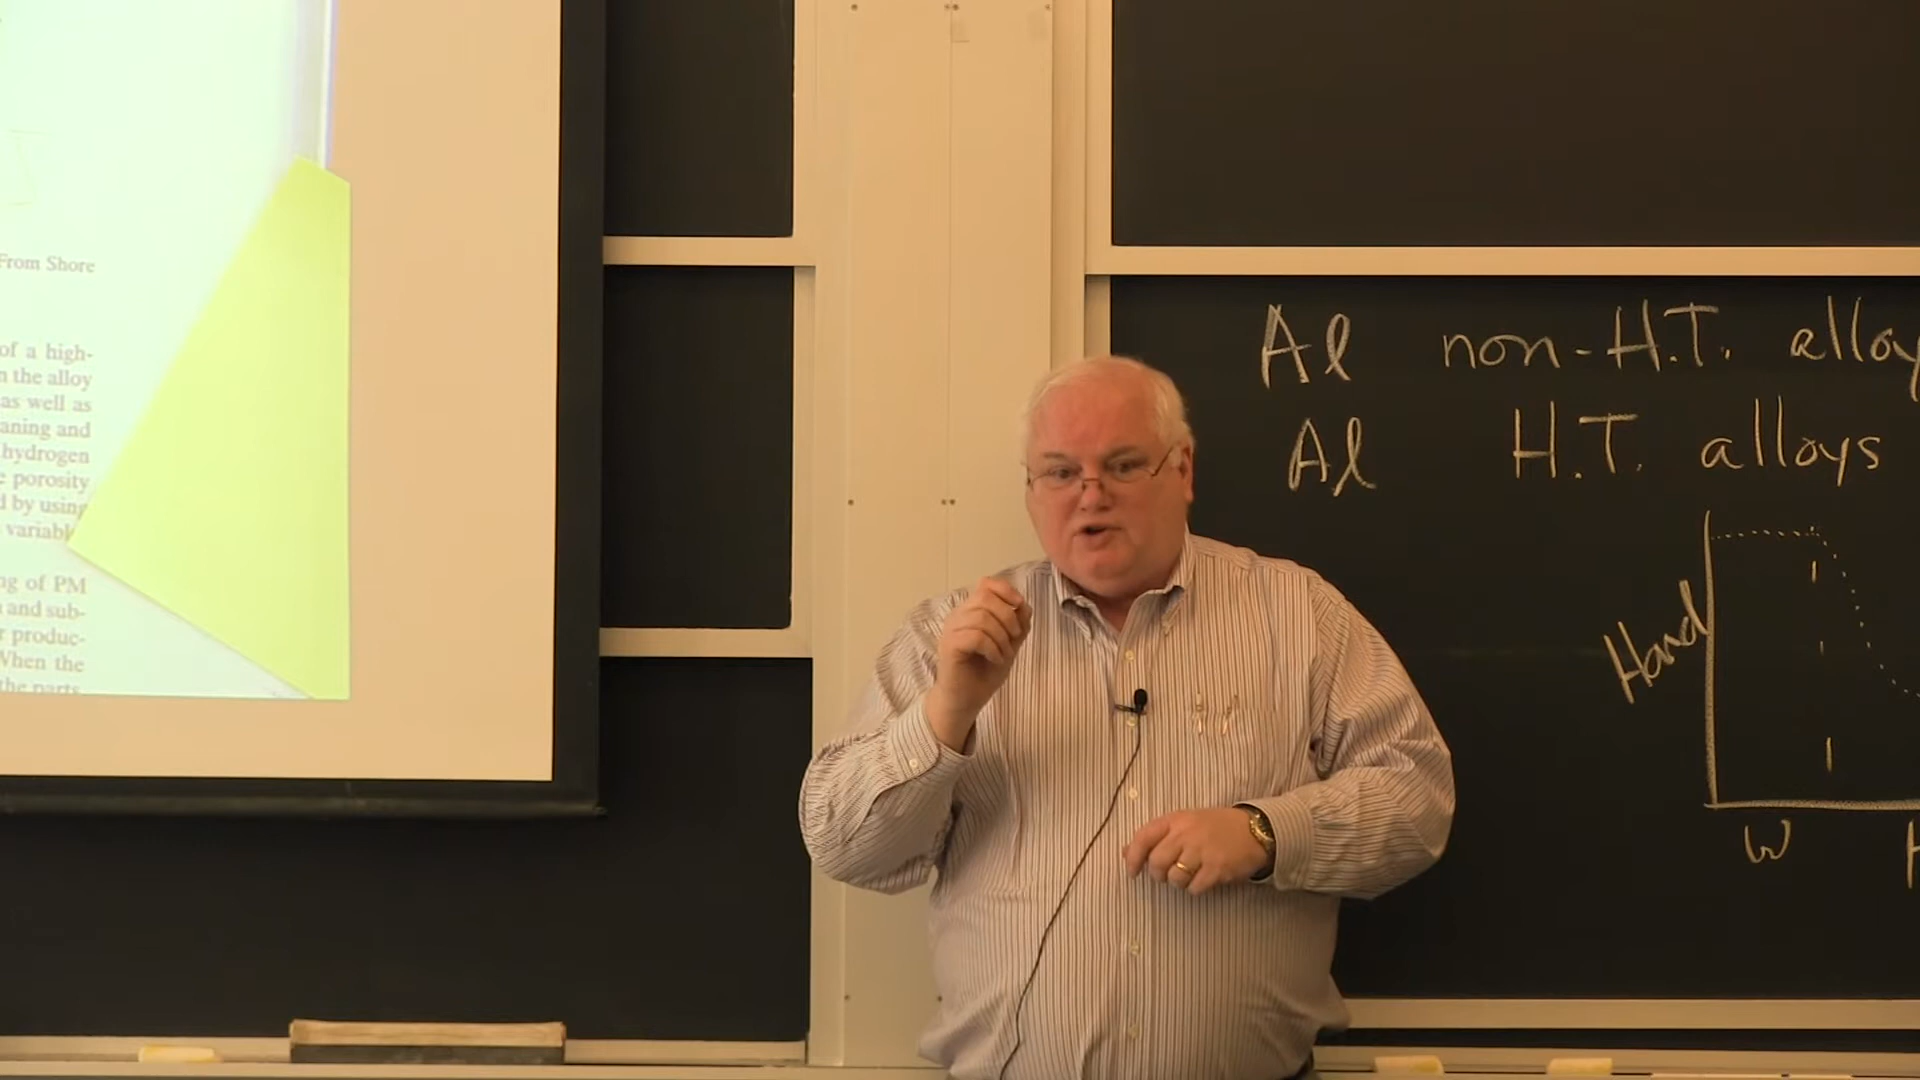 From Shore
of a high-
n the alloy
as well as
aning and
hydrogen
e porosity
d by using
variabl
ng of PM
and sub-
r produc-
When the
the parts
Al non-H.T. alloy
Al H.T. alloys
Hard
W H